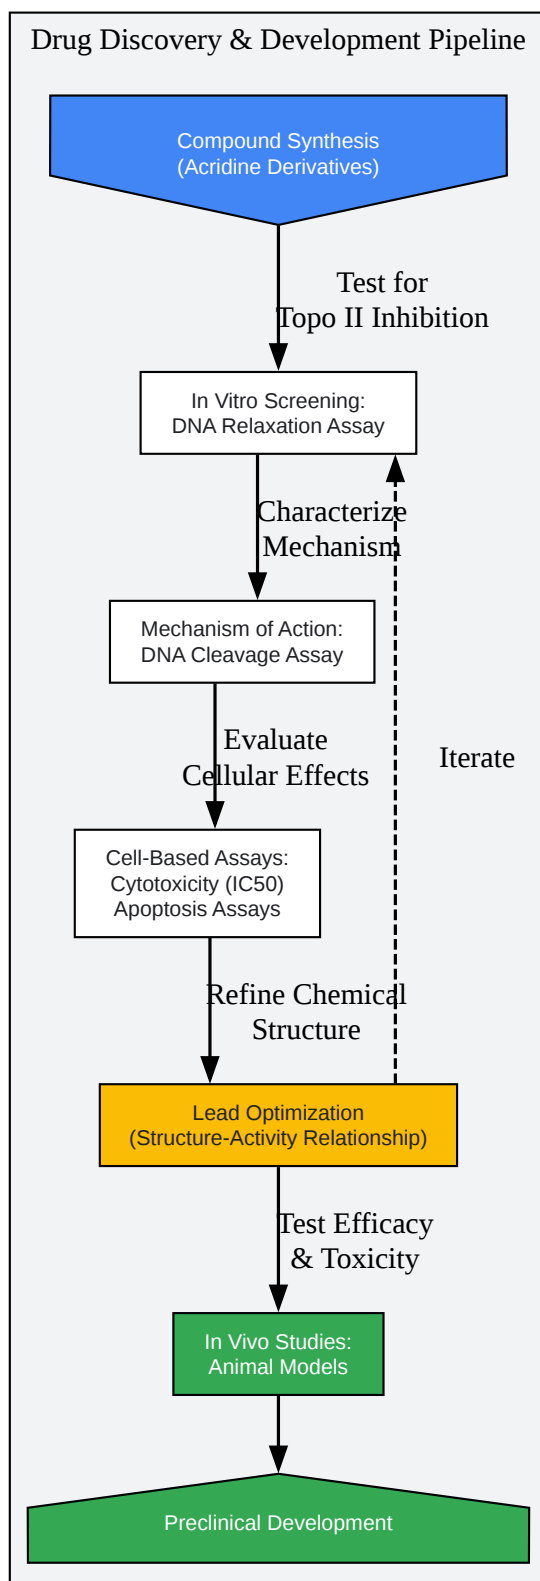 Drug Discovery & Development Pipeline
Compound Synthesis
(Acridine Derivatives)
Test for
Topo II Inhibition
In Vitro Screening:
DNA Relaxation Assay
Characterize
Mechanism
Mechanism of Action:
DNA Cleavage Assay
Evaluate
Cellular Effects
Iterate
Cell-Based Assays:
Cytotoxicity (IC50)
Apoptosis Assays
Refine Chemical
Structure
Lead Optimization
(Structure-Activity Relationship)
Test Efficacy
& Toxicity
In Vivo Studies:
Animal Models
Preclinical Development